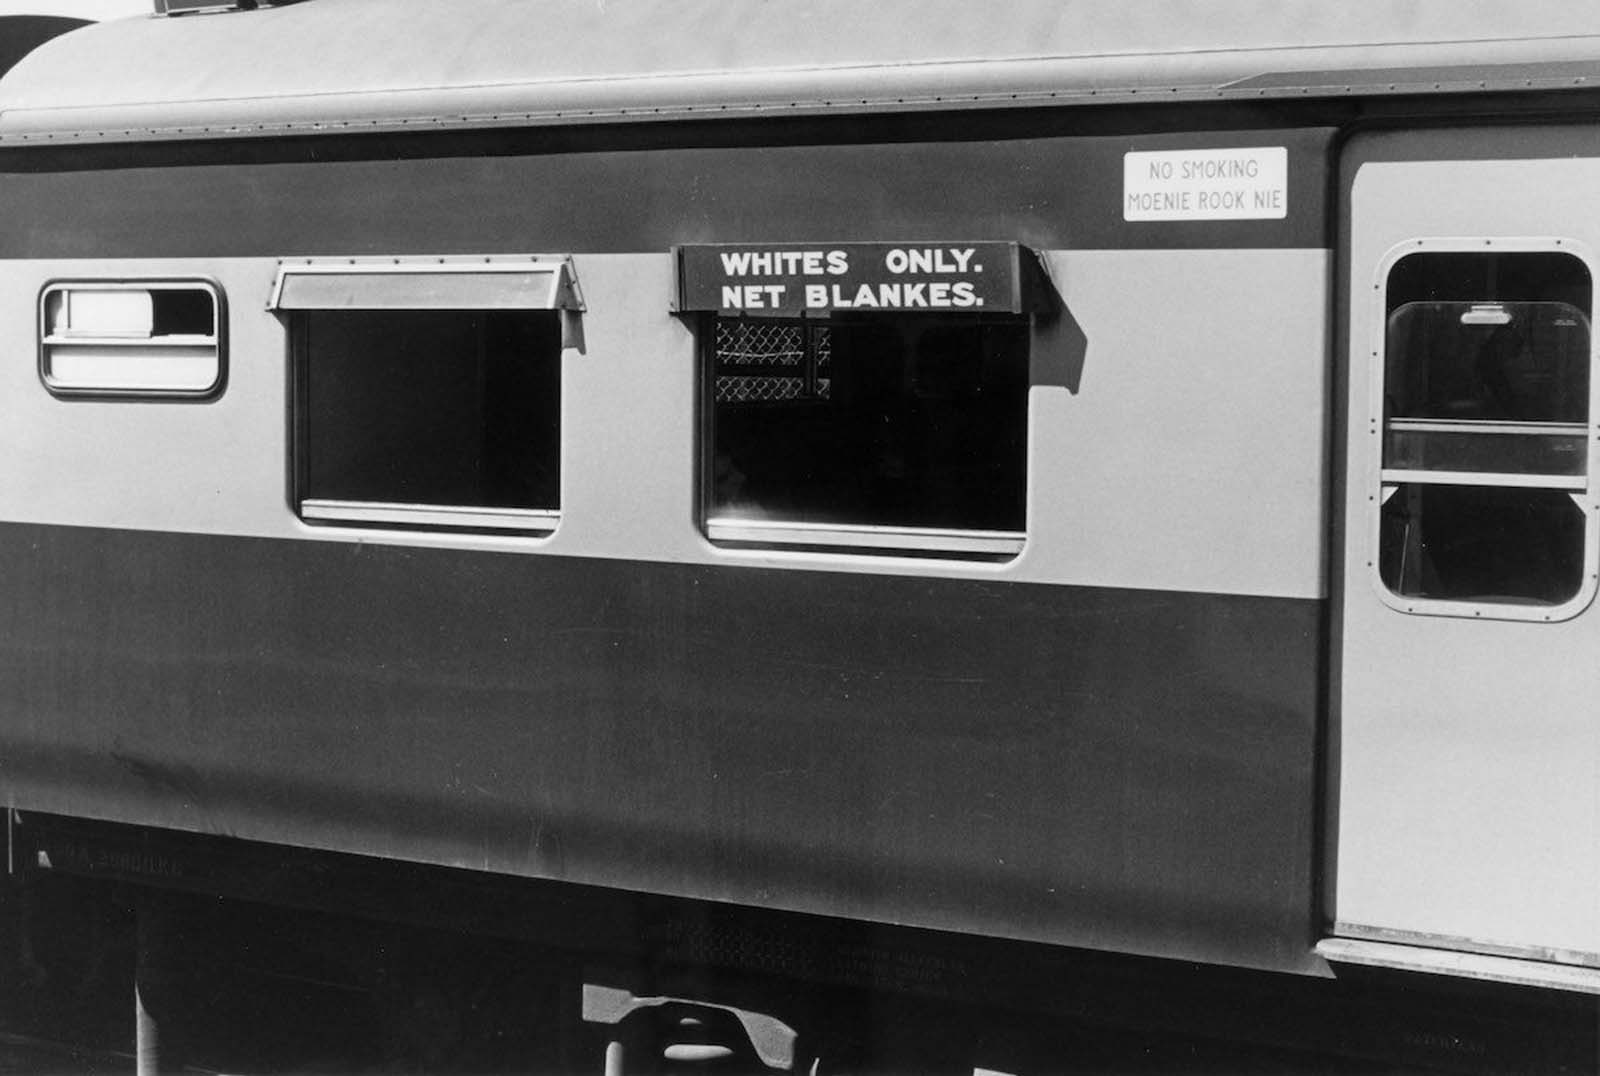 NO SMOKING
MOENIE ROOK NIE
WHITES ONLY.
NET BLANKES.